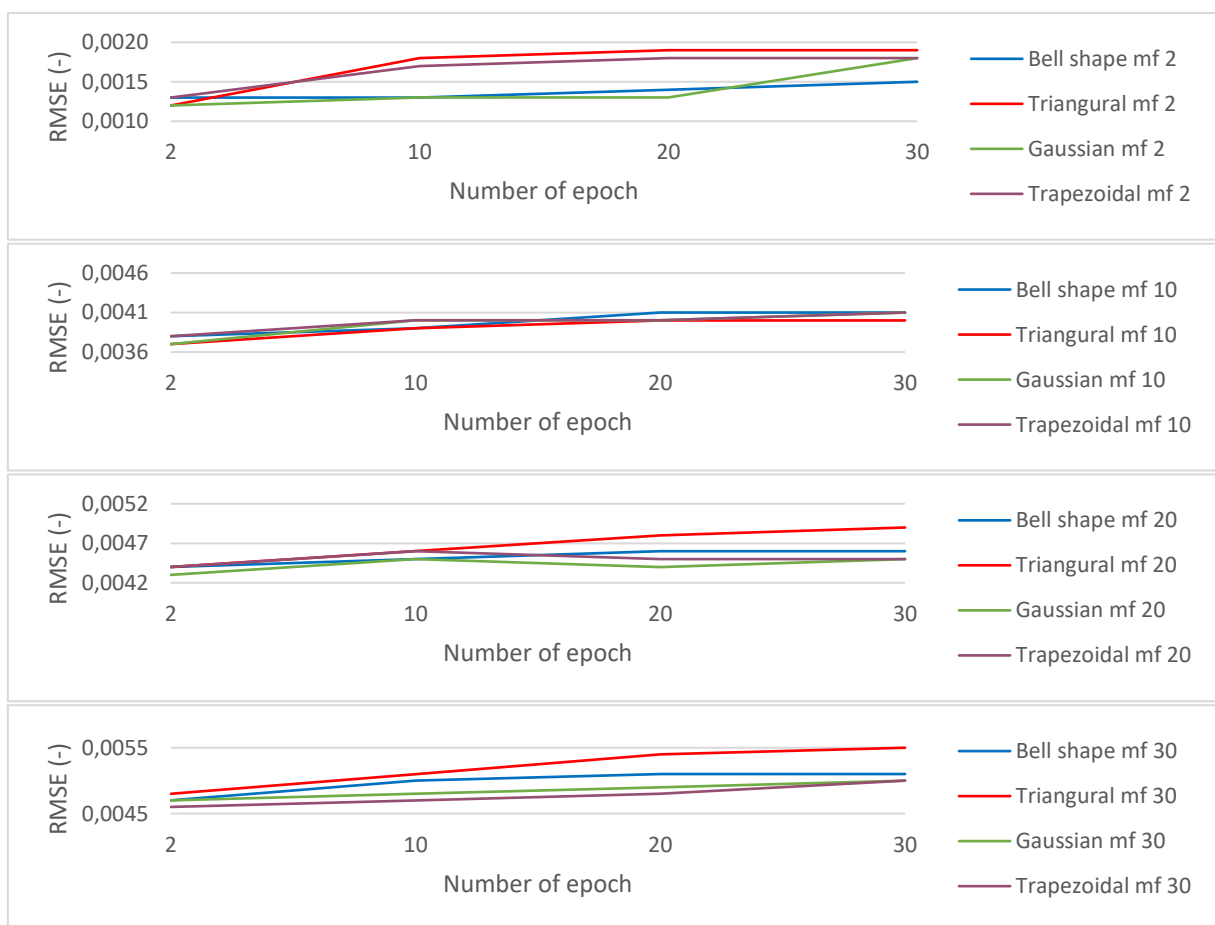 RMSE (-)
0,0020
0,0015
0,0010
2 10 20 30
Number of epoch
Bell shape mf 2
Triangural mf 2
Gaussian mf 2
Trapezoidal mf 2
RMSE (-)
0,0046
0,0041
0,0036
2 10 20 30
Number of epoch
Bell shape mf 10
Triangural mf 10
Gaussian mf 10
Trapezoidal mf 10
RMSE (-)
0,0052
0,0047
0,0042
2 10 20 30
Number of epoch
Bell shape mf 20
Triangural mf 20
Gaussian mf 20
Trapezoidal mf 20
RMSE (-)
0,0055
0,0045
2 10 20 30
Number of epoch
Bell shape mf 30
Triangural mf 30
Gaussian mf 30
Trapezoidal mf 30